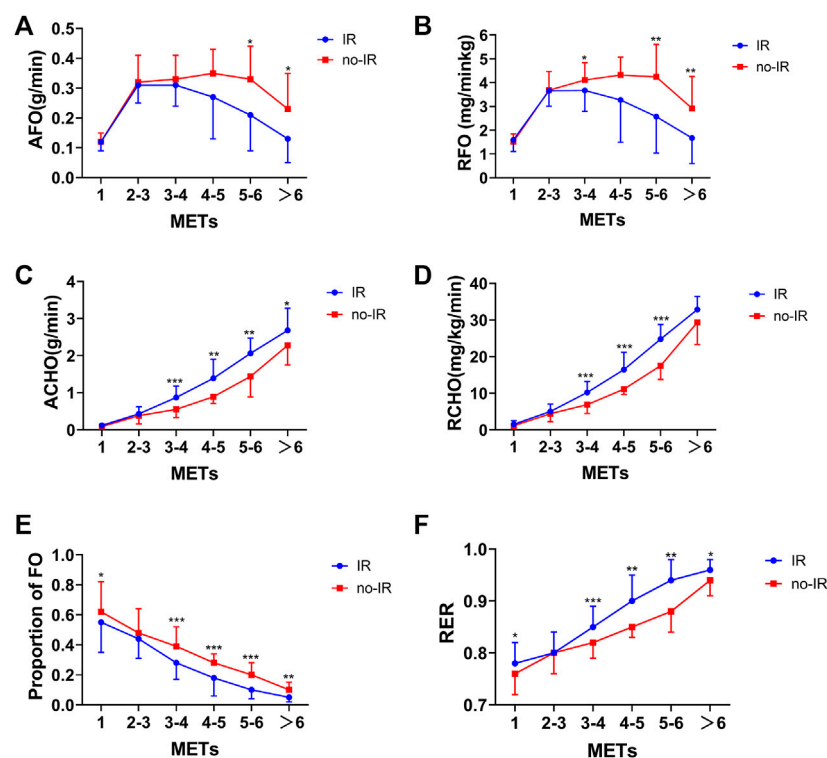 A
AFO(g/min)
0.5
0.4
0.3
0.2
0.1
0.0
* *
1 2-3 3-4 4-5 5-6 ＞6
METs
IR
no-IR
B
RFO (mg/minkg)
6
5
4
3
2
1
0
* ** **
1 2-3 3-4 4-5 5-6 ＞6
METs
IR
no-IR
C
ACHO(g/min)
4
3
2
1
0
*** ** ** *
1 2-3 3-4 4-5 5-6 ＞6
METs
IR
no-IR
D
RCHO(mg/kg/min)
40
30
20
10
0
*** *** ***
1 2-3 3-4 4-5 5-6 ＞6
METs
IR
no-IR
E
Proportion of FO
1.0
0.8
0.6
0.4
0.2
0.0
* *** *** *** **
1 2-3 3-4 4-5 5-6 ＞6
METs
IR
no-IR
F
RER
1.0
0.9
0.8
0.7
* *** ** ** *
1 2-3 3-4 4-5 5-6 ＞6
METs
IR
no-IR